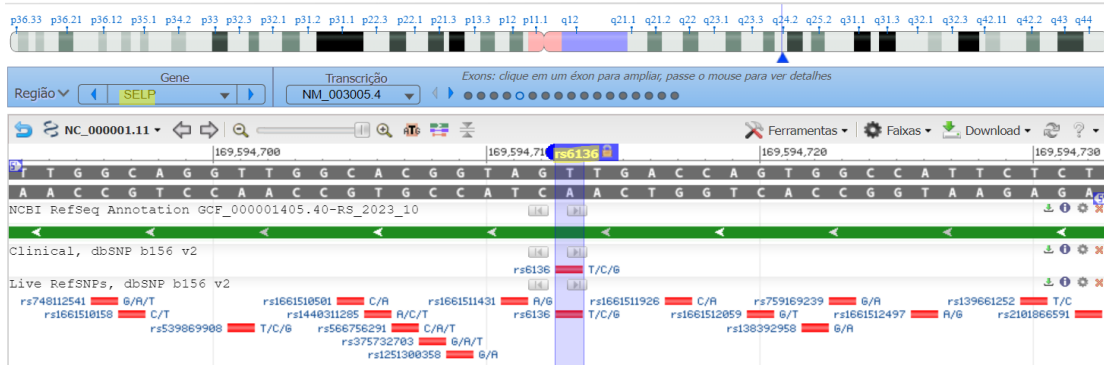 p36.33 p36.21 p36.12 p35.1 p34.2 p33 p32.3 p32.1 p31.1 p22.3 p22.1 p21.3 p13.3 p12 p11.1 q12 q21.1 q21.2 q22 q23.1 q23.3 q24.2 q25.2 q31.1 q31.3 q32.1 q32.3 q42.11 q42.2 q43 q44
Gene Transcrição Exons: clique em um éxon para ampliar, passe o mouse para ver detalhes
Região SELP NM_003005.4
NC_000001.11 ATG Ferramentas Faixas Download ?
169,594,700 169,594,71 rs6136 169,594,720 169,594,730
5'
T T G G C A G G T T G G C A C G G T A G T T G A C C A G T G G C C A T T C T C T
A A C C G T C C A A C C G T G C C A T C A A C T G G T C A C C G G T A A G A G A
NCBI RefSeq Annotation GCF_000001405.40-RS_2023_10
Clinical, dbSNP b156 v2
rs6136 T/C/G
Live RefSNPs, dbSNP b156 v2
rs748112541 G/A/T rs1661510501 C/A rs1661511431 A/G rs1661511926 C/A rs759169239 G/A rs139661252 T/C
rs1661510158 C/T rs1440311285 A/C/T rs6136 T/C/G rs1661512059 G/T rs1661512497 A/G rs2101866591
rs539869908 T/C/G rs566756291 C/A/T rs138392958 G/A
rs375732703 G/A/T
rs1251300358 G/A